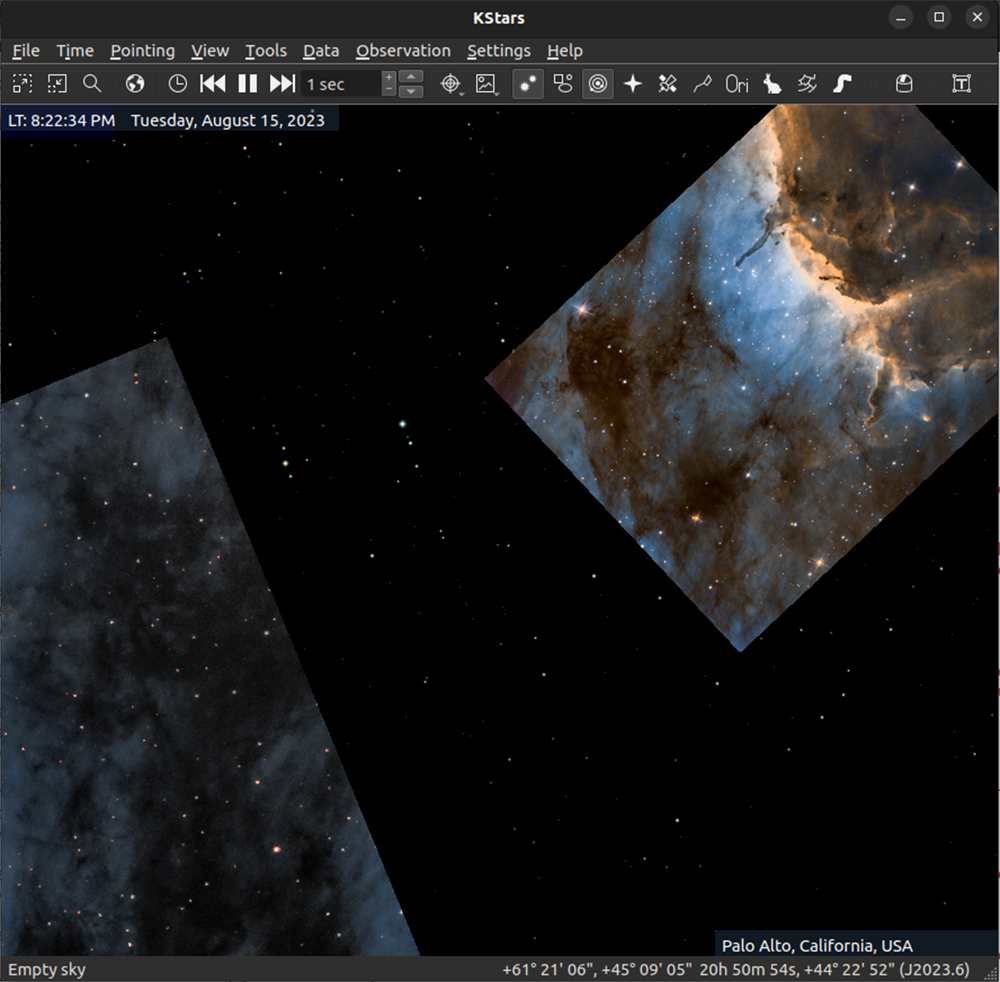 KStars
File Time Pointing View Tools Data Observation Settings Help
1 sec + − Ori T
LT: 8:22:34 PM Tuesday, August 15, 2023
Palo Alto, California, USA
Empty sky +61° 21' 06", +45° 09' 05" 20h 50m 54s, +44° 22' 52" (J2023.6)